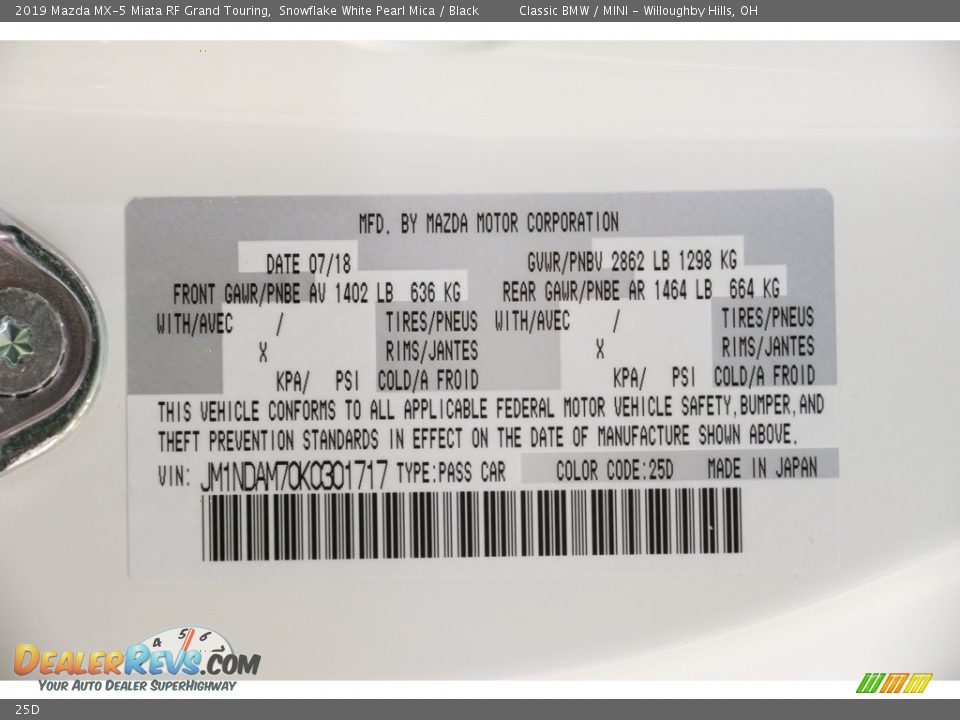 2019 Mazda MX-5 Miata RF Grand Touring, Snowflake White Pearl Mica / Black Classic BMW / MINI - Willoughby Hills, OH
MFD. BY MAZDA MOTOR CORPORATION
DATE 07/18 GVWR/PNBV 2862 LB 1298 KG
FRONT GAWR/PNBE AV 1402 LB 636 KG REAR GAWR/PNBE AR 1464 LB 664 KG
WITH/AVEC / TIRES/PNEUS WITH/AVEC / TIRES/PNEUS
X RIMS/JANTES X RIMS/JANTES
KPA/ PSI COLD/A FROID KPA/ PSI COLD/A FROID
THIS VEHICLE CONFORMS TO ALL APPLICABLE FEDERAL MOTOR VEHICLE SAFETY,BUMPER,AND
THEFT PREVENTION STANDARDS IN EFFECT ON THE DATE OF MANUFACTURE SHOWN ABOVE.
VIN: JM1NDAM70K0301717 TYPE:PASS CAR COLOR CODE:25D MADE IN JAPAN
4 5 6 7
DEALERREVS.COM
YOUR AUTO DEALER SUPERHIGHWAY
25D